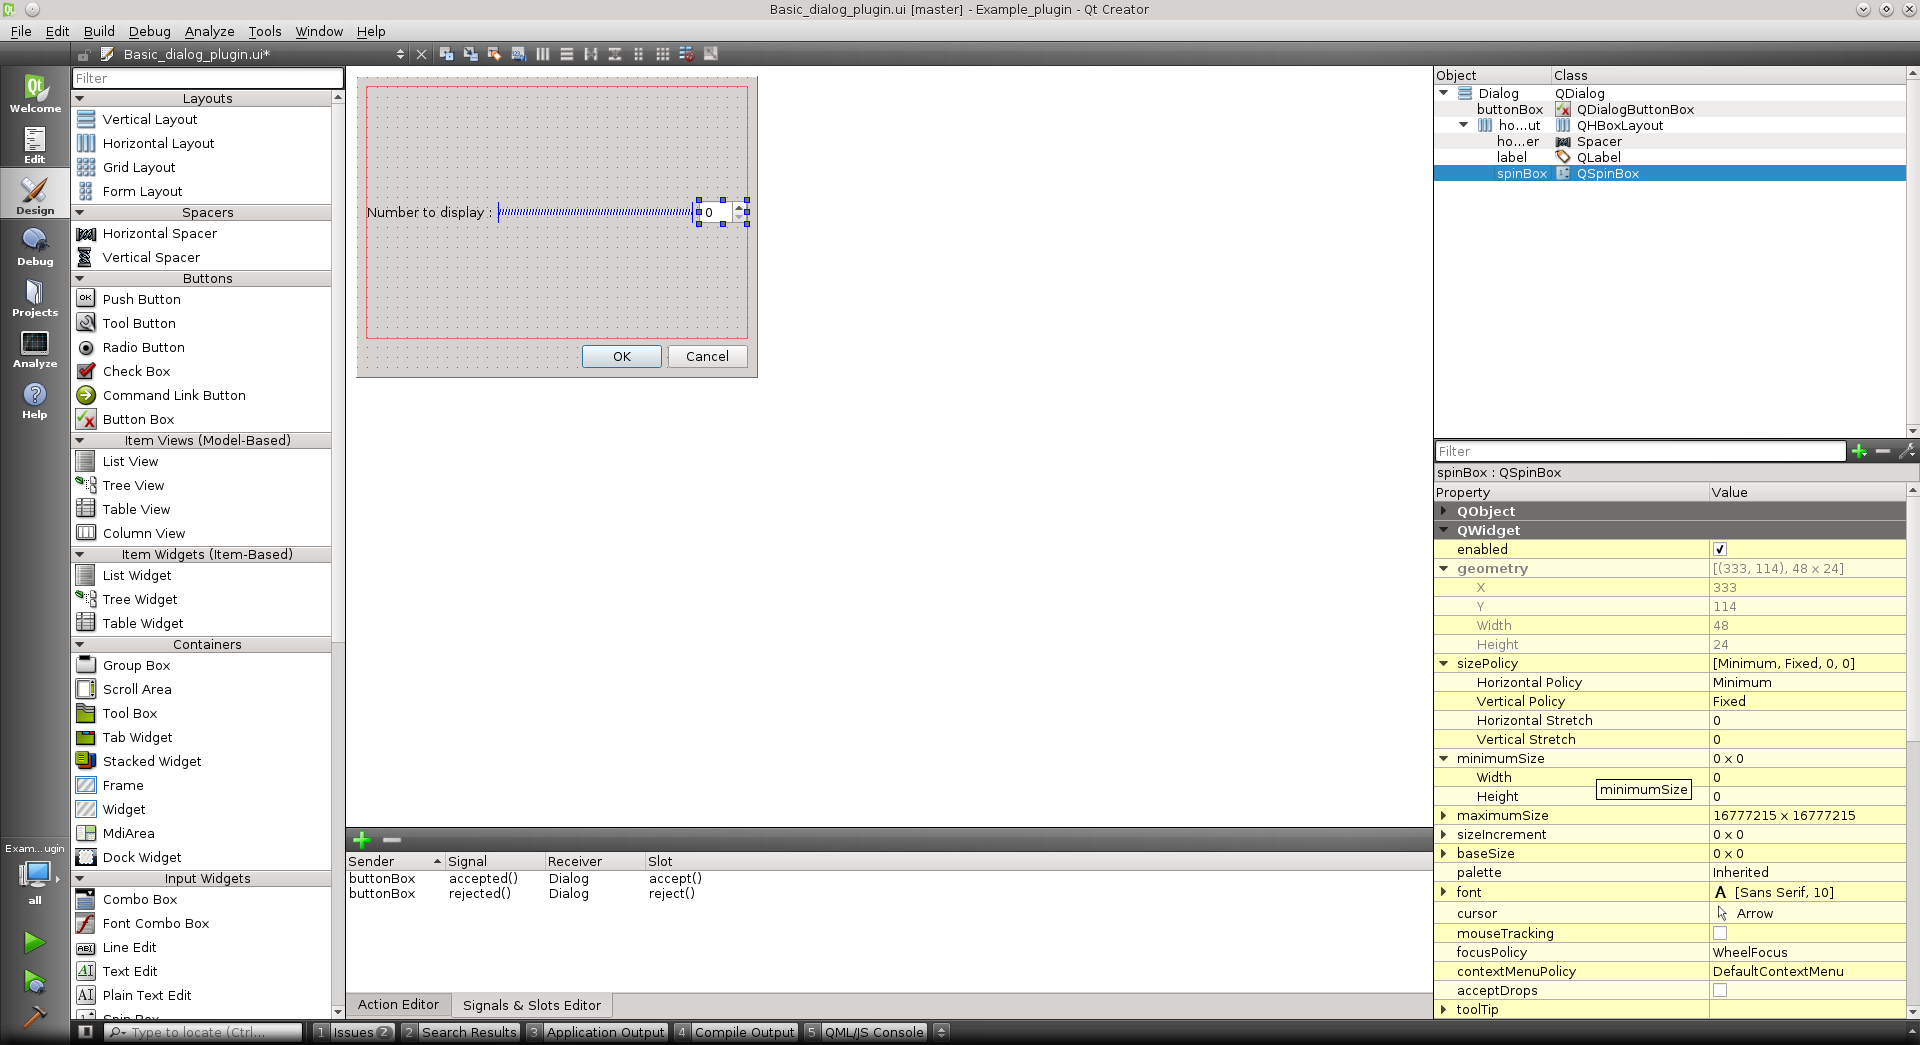 Basic_dialog_plugin.ui [master] - Example_plugin - Qt Creator
File Edit Build Debug Analyze Tools Window Help
Basic_dialog_plugin.ui*
Welcome
Edit
Design
Debug
Projects
Analyze
Help
Exam...ugin
all
Filter
Layouts
Vertical Layout
Horizontal Layout
Grid Layout
Form Layout
Spacers
Horizontal Spacer
Vertical Spacer
Buttons
Push Button
Tool Button
Radio Button
Check Box
Command Link Button
Button Box
Item Views (Model-Based)
List View
Tree View
Table View
Column View
Item Widgets (Item-Based)
List Widget
Tree Widget
Table Widget
Containers
Group Box
Scroll Area
Tool Box
Tab Widget
Stacked Widget
Frame
Widget
MdiArea
Dock Widget
Input Widgets
Combo Box
Font Combo Box
Line Edit
Text Edit
Plain Text Edit
Spin Box
Number to display : 0
OK Cancel
Sender Signal Receiver Slot
buttonBox accepted() Dialog accept()
buttonBox rejected() Dialog reject()
Action Editor Signals & Slots Editor
Object Class
Dialog QDialog
buttonBox QDialogButtonBox
ho...ut QHBoxLayout
ho...er Spacer
label QLabel
spinBox QSpinBox
Filter
spinBox : QSpinBox
Property Value
QObject
QWidget
enabled
geometry [(333, 114), 48 x 24]
X 333
Y 114
Width 48
Height 24
sizePolicy [Minimum, Fixed, 0, 0]
Horizontal Policy Minimum
Vertical Policy Fixed
Horizontal Stretch 0
Vertical Stretch 0
minimumSize 0 x 0
Width 0
Height 0
minimumSize
maximumSize 16777215 x 16777215
sizeIncrement 0 x 0
baseSize 0 x 0
palette Inherited
font A [Sans Serif, 10]
cursor Arrow
mouseTracking
focusPolicy WheelFocus
contextMenuPolicy DefaultContextMenu
acceptDrops
toolTip
Type to locate (Ctrl... 1 Issues 2 2 Search Results 3 Application Output 4 Compile Output 5 QML/JS Console